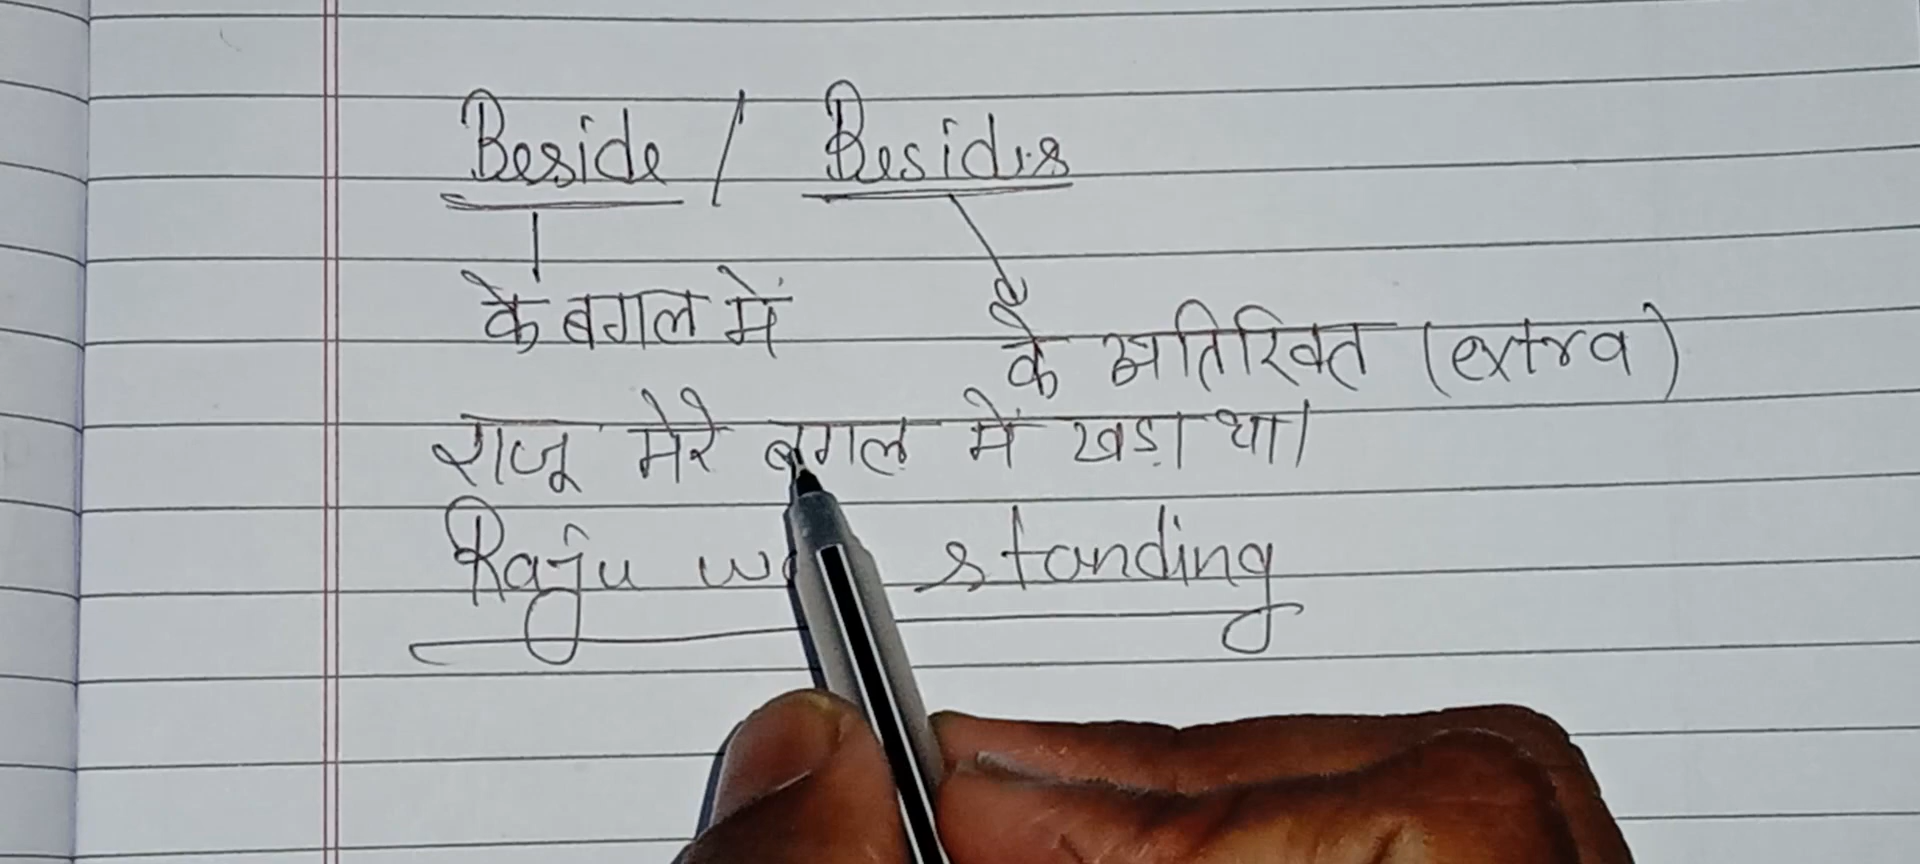 Beside / Besides
के बगल में
के अतिरिक्त (extra)
राजू मेरे बगल में खड़ा था।
Raju standing